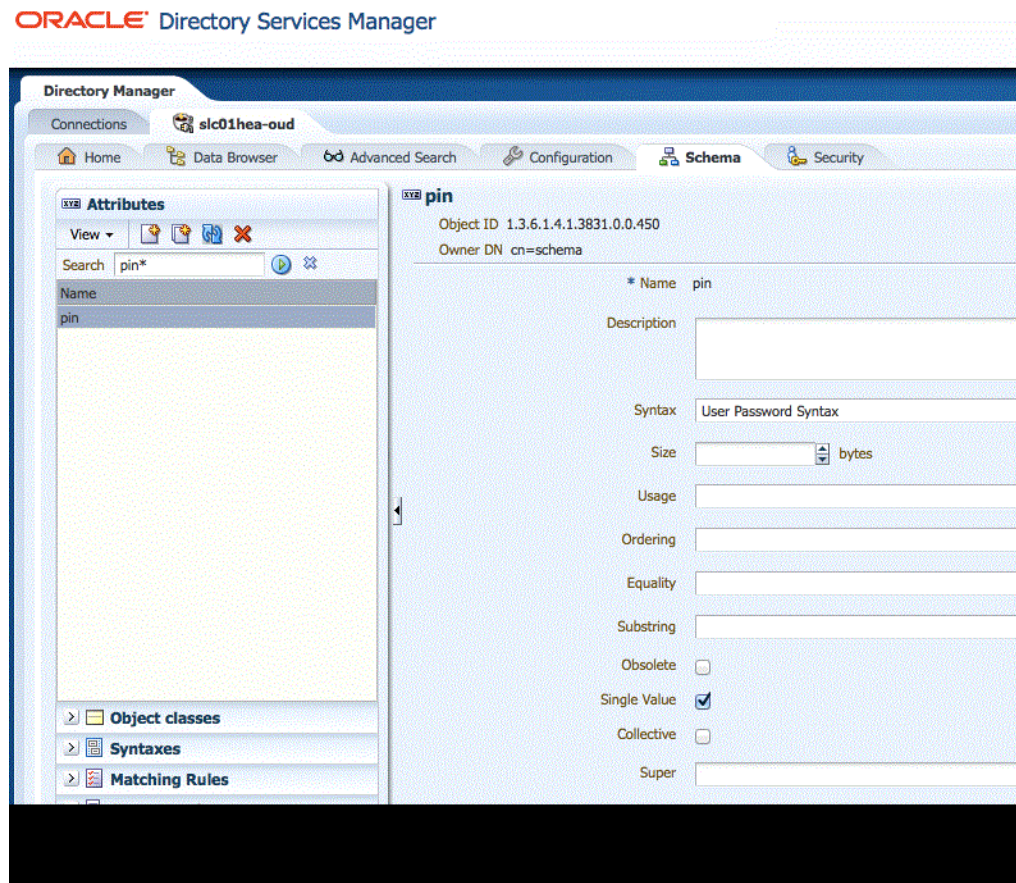 ORACLE Directory Services Manager
Directory Manager
Connections slc01hea-oud
Home Data Browser Advanced Search Configuration Schema Security
XYZ Attributes
View
Search pin*
Name
pin
XYZ pin
Object ID 1.3.6.1.4.1.3831.0.0.450
Owner DN cn=schema
* Name pin
Description
Syntax User Password Syntax
Size bytes
Usage
Ordering
Equality
Substring
Obsolete
Single Value
Collective
Super
Object classes
Syntaxes
Matching Rules